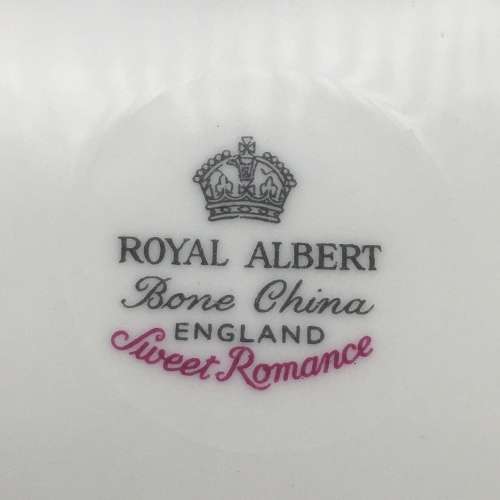 ROYAL ALBERT
Bone China
ENGLAND
Sweet Romance